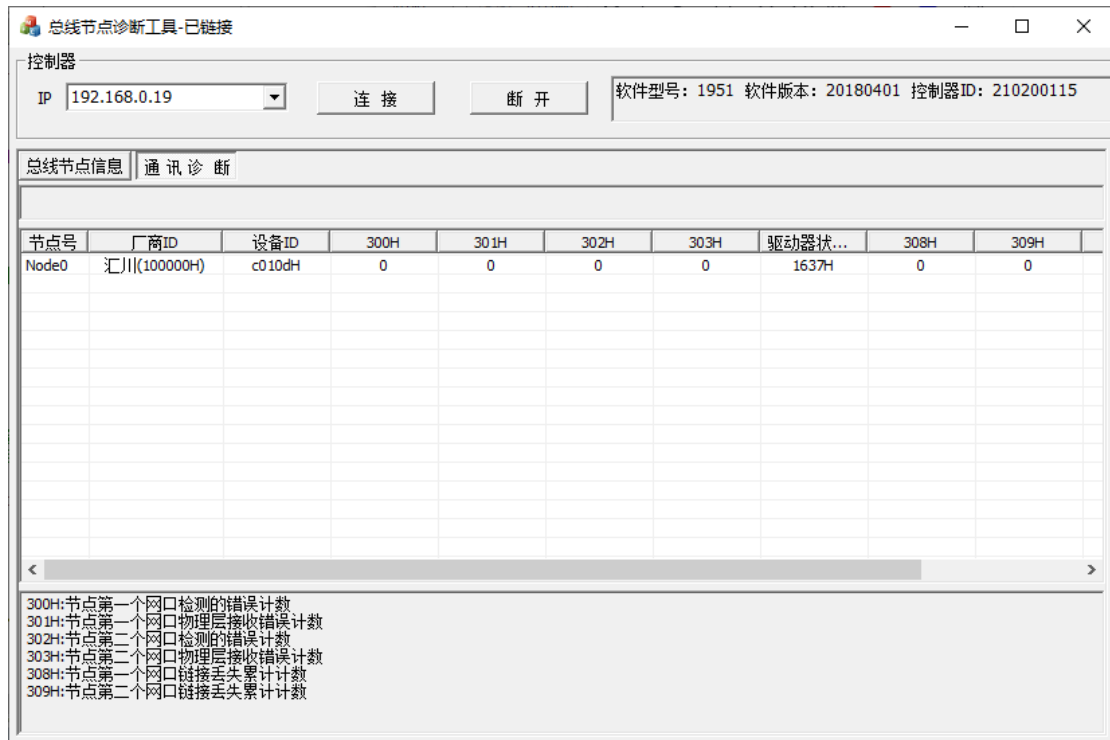 总线节点诊断工具-已链接
控制器
IP 192.168.0.19 连 接 断 开 软件型号：1951 软件版本：20180401 控制器ID：210200115
总线节点信息 通 讯 诊 断
节点号 厂商ID 设备ID 300H 301H 302H 303H 驱动器状... 308H 309H
Node0 汇川(100000H) c010dH 0 0 0 0 1637H 0 0
300H:节点第一个网口检测的错误计数
301H:节点第一个网口物理层接收错误计数
302H:节点第二个网口检测的错误计数
303H:节点第二个网口物理层接收错误计数
308H:节点第一个网口链接丢失累计计数
309H:节点第二个网口链接丢失累计计数